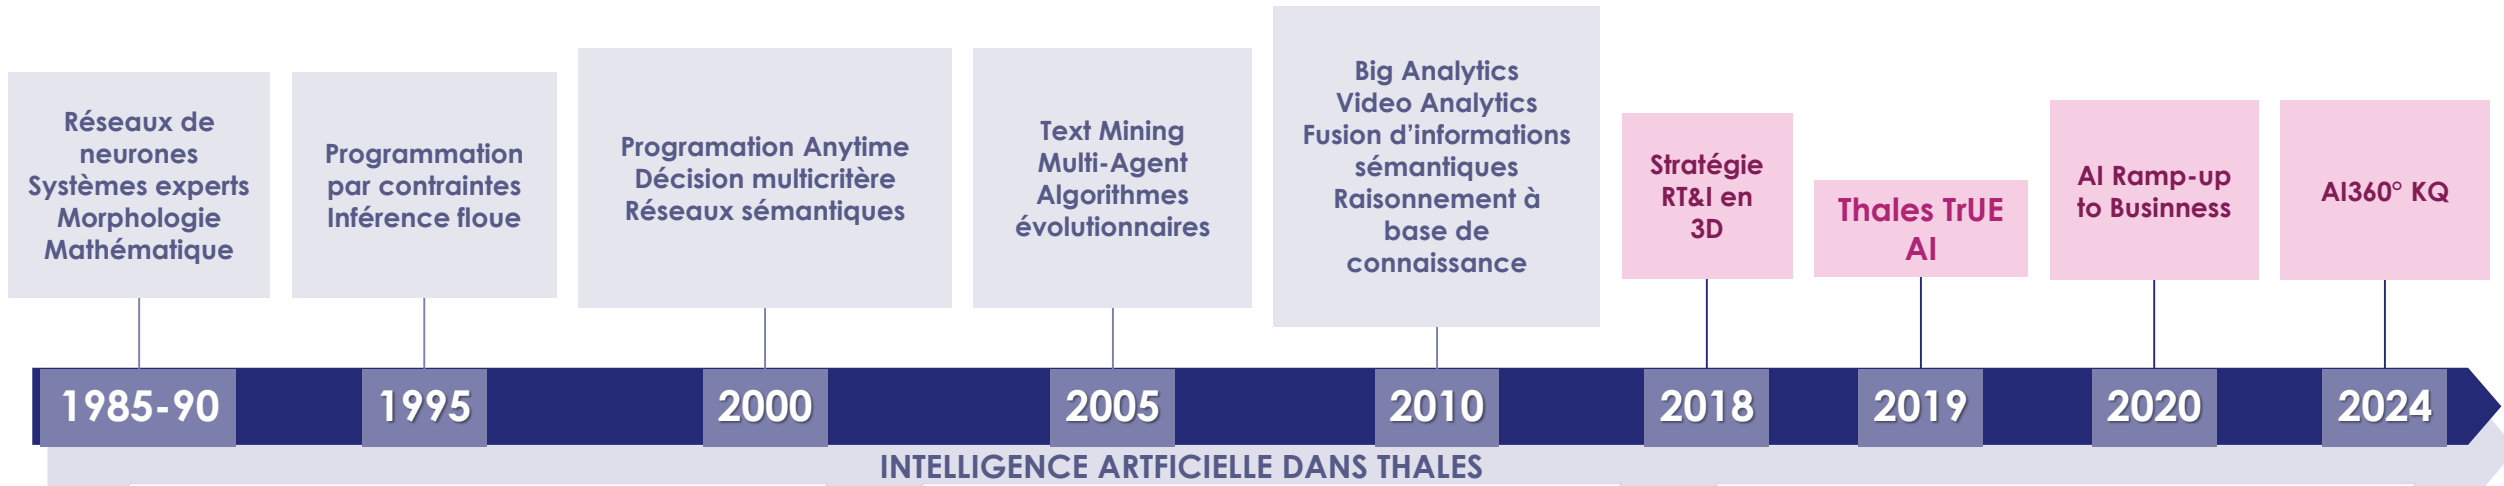 Réseaux de
neurones
Systèmes experts
Morphologie
Mathématique
Programmation
par contraintes
Inférence floue
Programation Anytime
Décision multicritère
Réseaux sémantiques
Text Mining
Multi-Agent
Algorithmes
évolutionnaires
Big Analytics
Video Analytics
Fusion d'informations
sémantiques
Raisonnement à
base de
connaissance
Stratégie
RT&I en
3D
Thales TrUE
AI
AI Ramp-up
to Businness
AI360° KQ
1985-90
1995
2000
2005
2010
2018
2019
2020
2024
INTELLIGENCE ARTFICIELLE DANS THALES